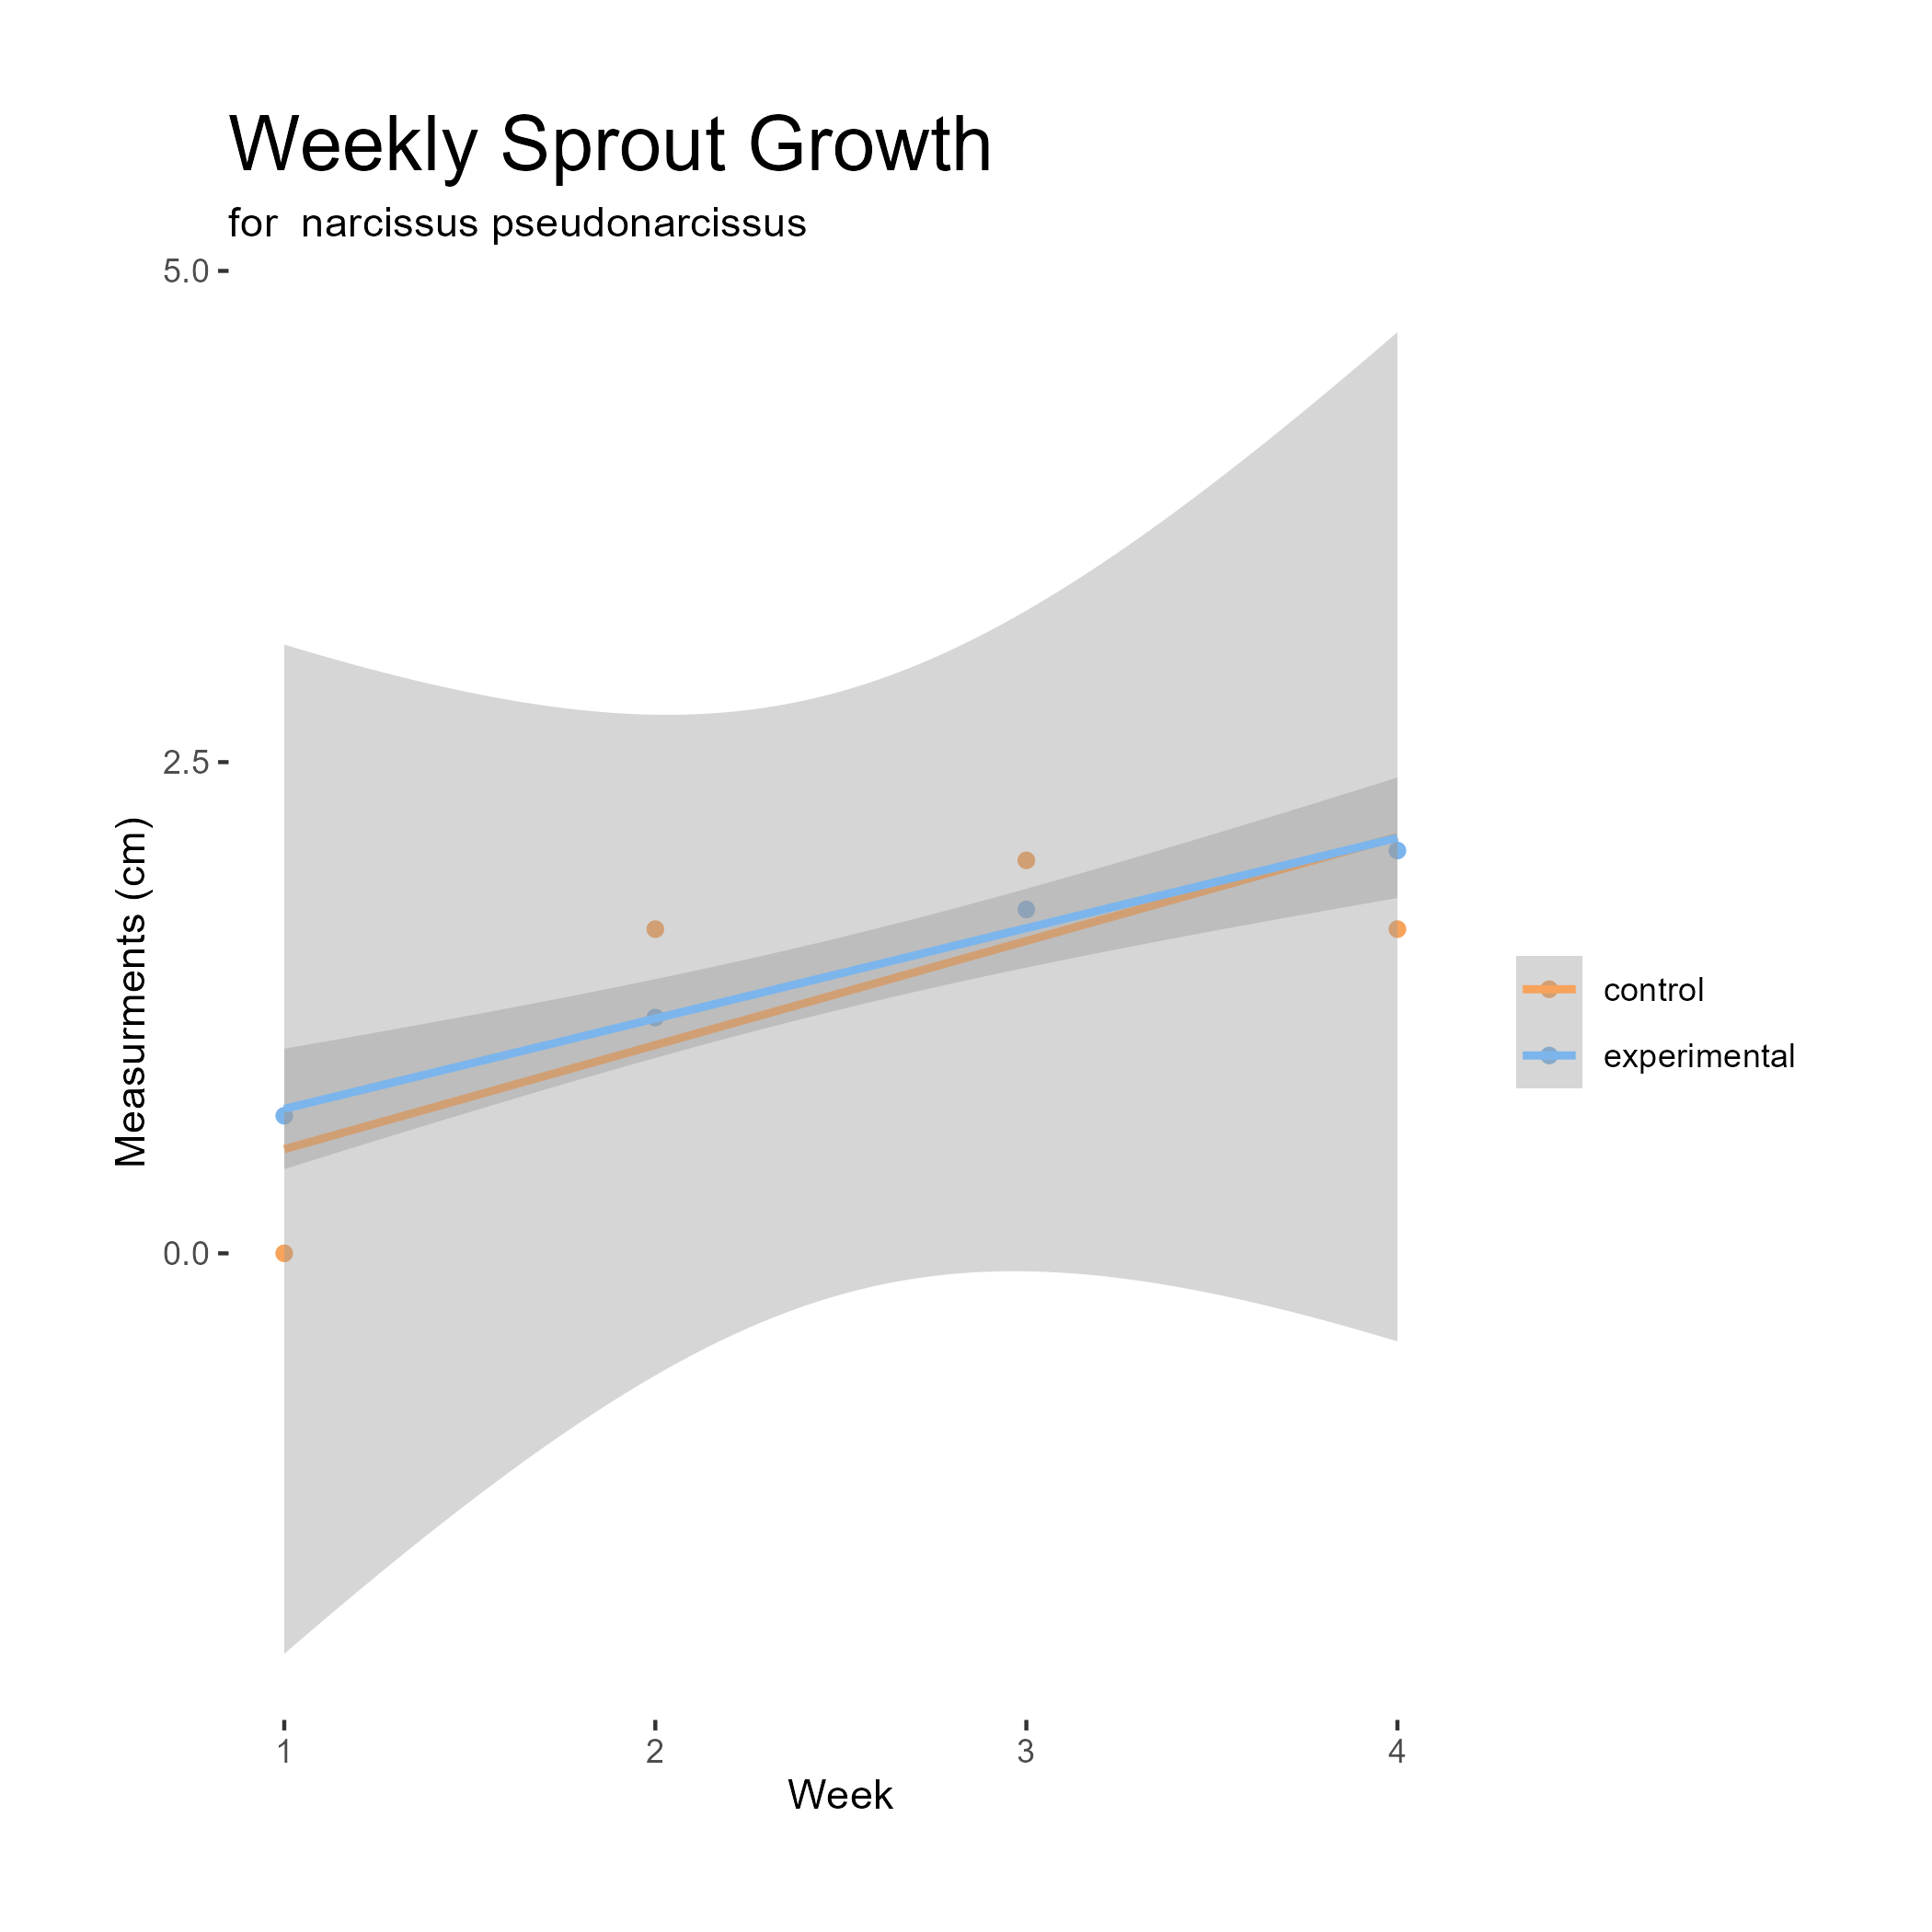 Weekly Sprout Growth
for  narcissus pseudonarcissus
5.0
2.5
0.0
Measurments (cm)
1 2 3 4
Week
control
experimental